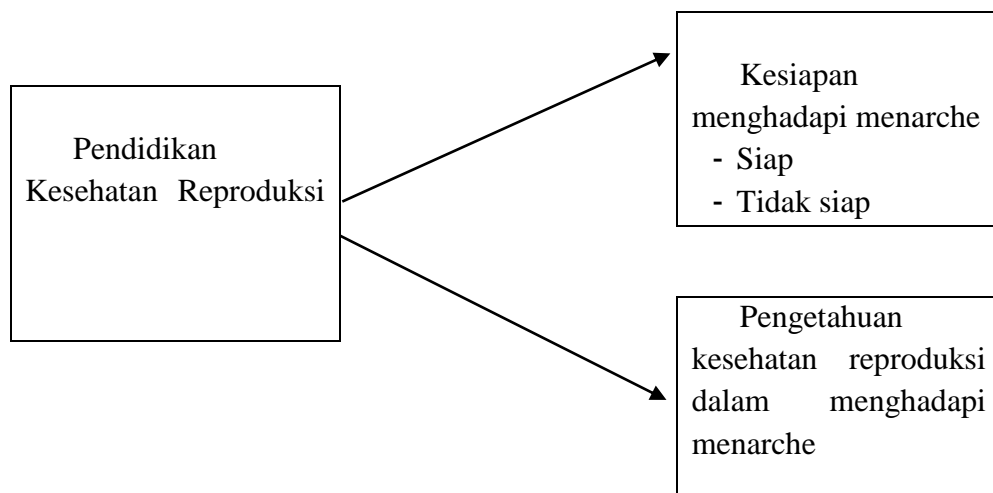 Pendidikan
Kesehatan Reproduksi
Kesiapan
menghadapi menarche
- Siap
- Tidak siap
Pengetahuan
kesehatan reproduksi
dalam menghadapi
menarche